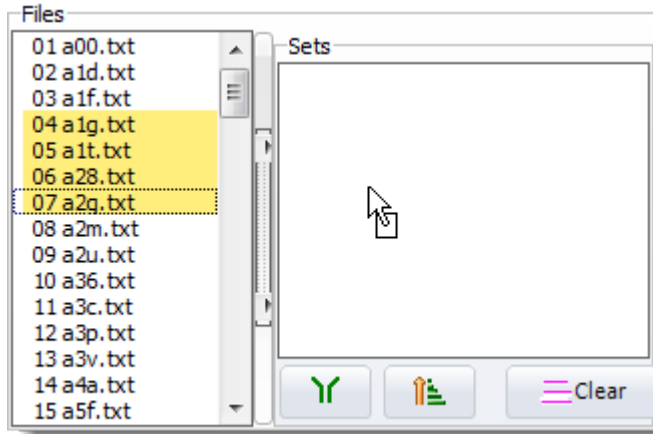 Files
01 a00.txt
02 a1d.txt
03 a1f.txt
04 a1g.txt
05 a1t.txt
06 a28.txt
07 a2g.txt
08 a2m.txt
09 a2u.txt
10 a36.txt
11 a3c.txt
12 a3p.txt
13 a3v.txt
14 a4a.txt
15 a5f.txt
Sets
Clear